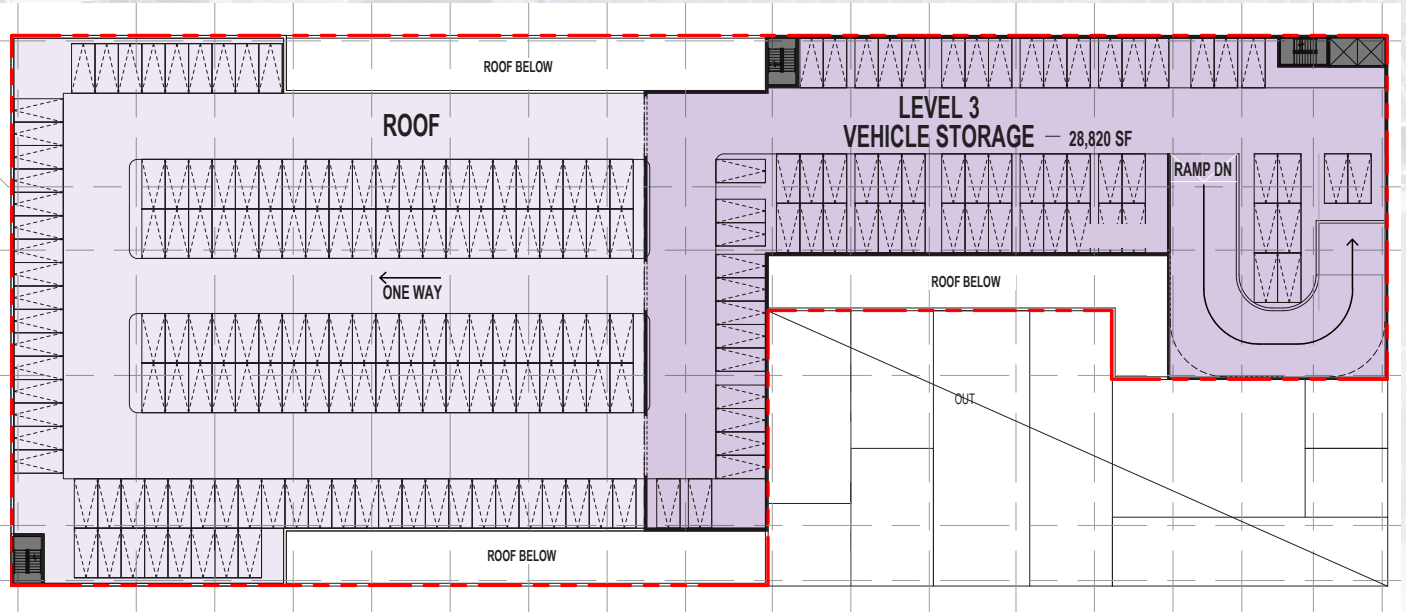 ROOF BELOW
ROOF
LEVEL 3
VEHICLE STORAGE — 28,820 SF
RAMP DN
ONE WAY
ROOF BELOW
OUT
ROOF BELOW